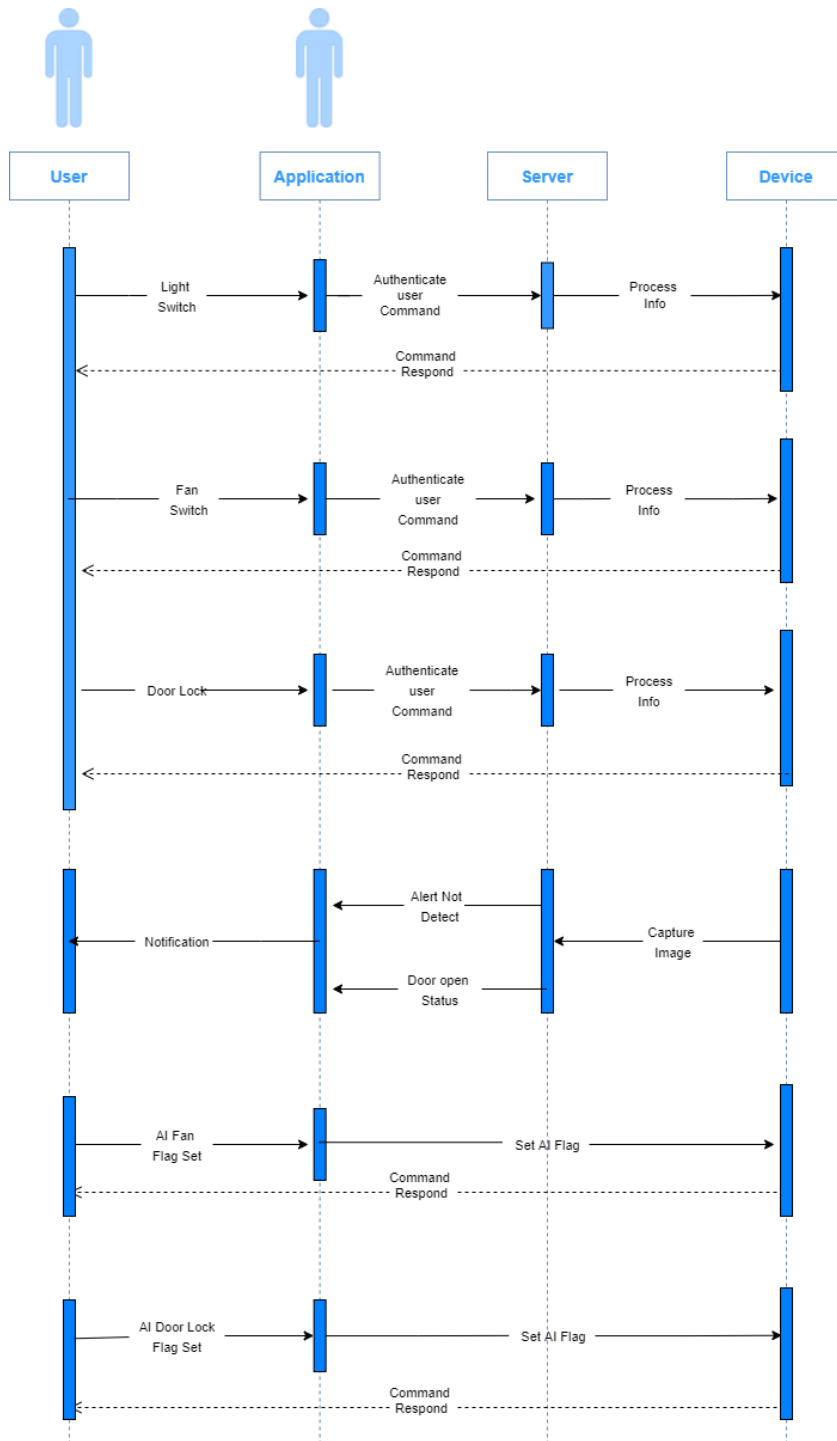 User
Application
Server
Device
Light
Switch
Authenticate
user
Command
Process
Info
Command
Respond
Fan
Switch
Authenticate
user
Command
Process
Info
Command
Respond
Door Lock
Authenticate
user
Command
Process
Info
Command
Respond
Alert Not
Detect
Capture
Image
Notification
Door open
Status
AI Fan
Flag Set
Set AI Flag
Command
Respond
AI Door Lock
Flag Set
Set AI Flag
Command
Respond